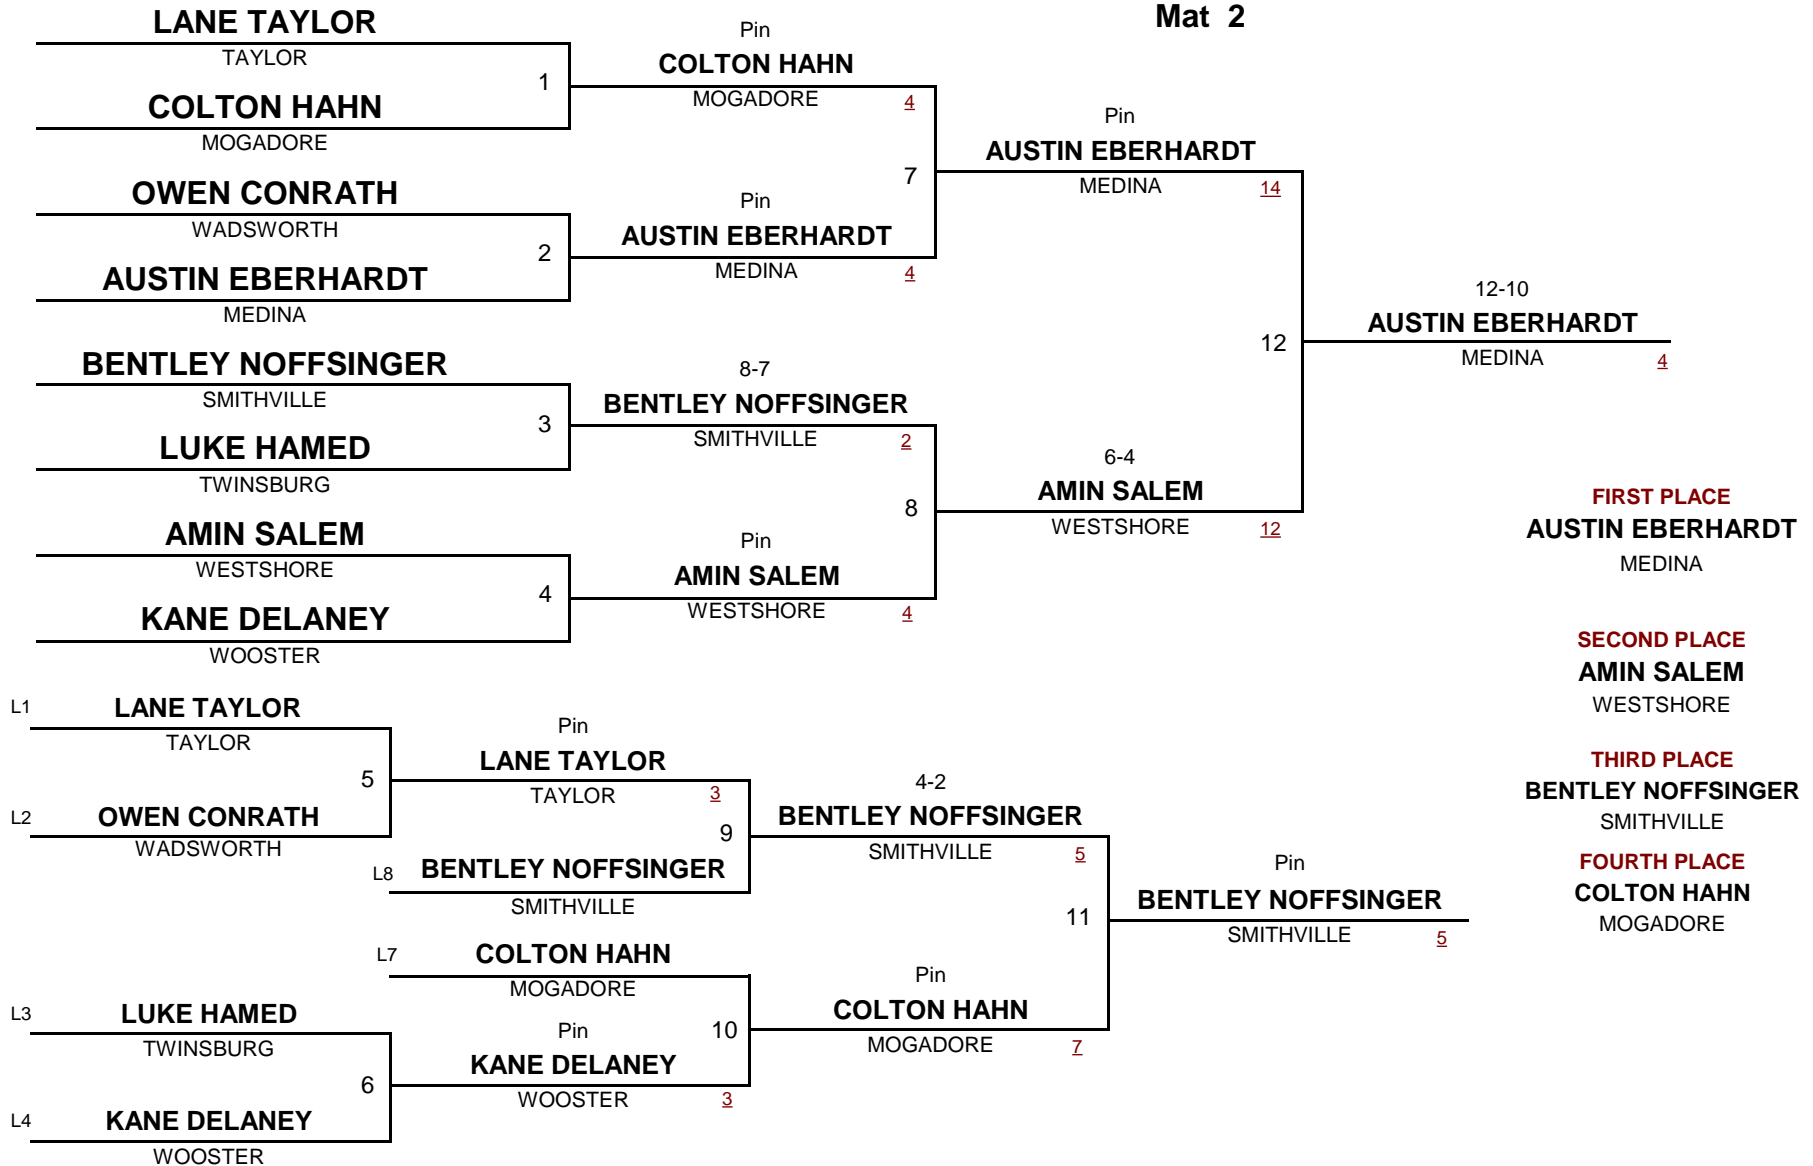 Mat 2
LANE TAYLOR
TAYLOR
1
COLTON HAHN
MOGADORE
OWEN CONRATH
WADSWORTH
2
AUSTIN EBERHARDT
MEDINA
BENTLEY NOFFSINGER
SMITHVILLE
3
LUKE HAMED
TWINSBURG
AMIN SALEM
WESTSHORE
4
KANE DELANEY
WOOSTER
Pin
COLTON HAHN
MOGADORE 4
7
Pin
AUSTIN EBERHARDT
MEDINA 4
8-7
BENTLEY NOFFSINGER
SMITHVILLE 2
8
Pin
AMIN SALEM
WESTSHORE 4
Pin
AUSTIN EBERHARDT
MEDINA 14
12
6-4
AMIN SALEM
WESTSHORE 12
12-10
AUSTIN EBERHARDT
MEDINA 4
FIRST PLACE
AUSTIN EBERHARDT
MEDINA
SECOND PLACE
AMIN SALEM
WESTSHORE
THIRD PLACE
BENTLEY NOFFSINGER
SMITHVILLE
FOURTH PLACE
COLTON HAHN
MOGADORE
L1 LANE TAYLOR
TAYLOR
5
L2 OWEN CONRATH
WADSWORTH
L3 LUKE HAMED
TWINSBURG
6
L4 KANE DELANEY
WOOSTER
Pin
LANE TAYLOR
TAYLOR 3
9
L8 BENTLEY NOFFSINGER
SMITHVILLE
L7 COLTON HAHN
MOGADORE
10
Pin
KANE DELANEY
WOOSTER 3
4-2
BENTLEY NOFFSINGER
SMITHVILLE 5
11
Pin
COLTON HAHN
MOGADORE 7
Pin
BENTLEY NOFFSINGER
SMITHVILLE 5